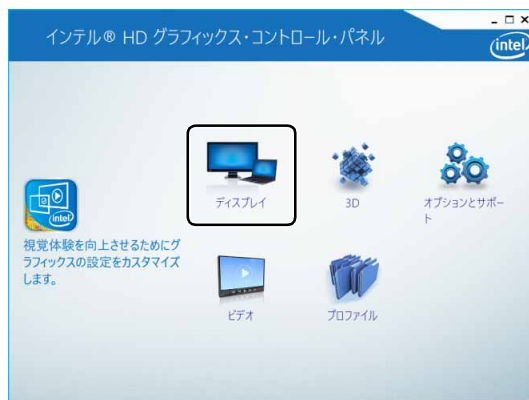 インテル® HD グラフィックス・コントロール・パネル
intel
ディスプレイ
3D
オプションとサポー
ト
intel
視覚体験を向上させるためにグ
ラフィックスの設定をカスタマイズ
します。
ビデオ
プロファイル